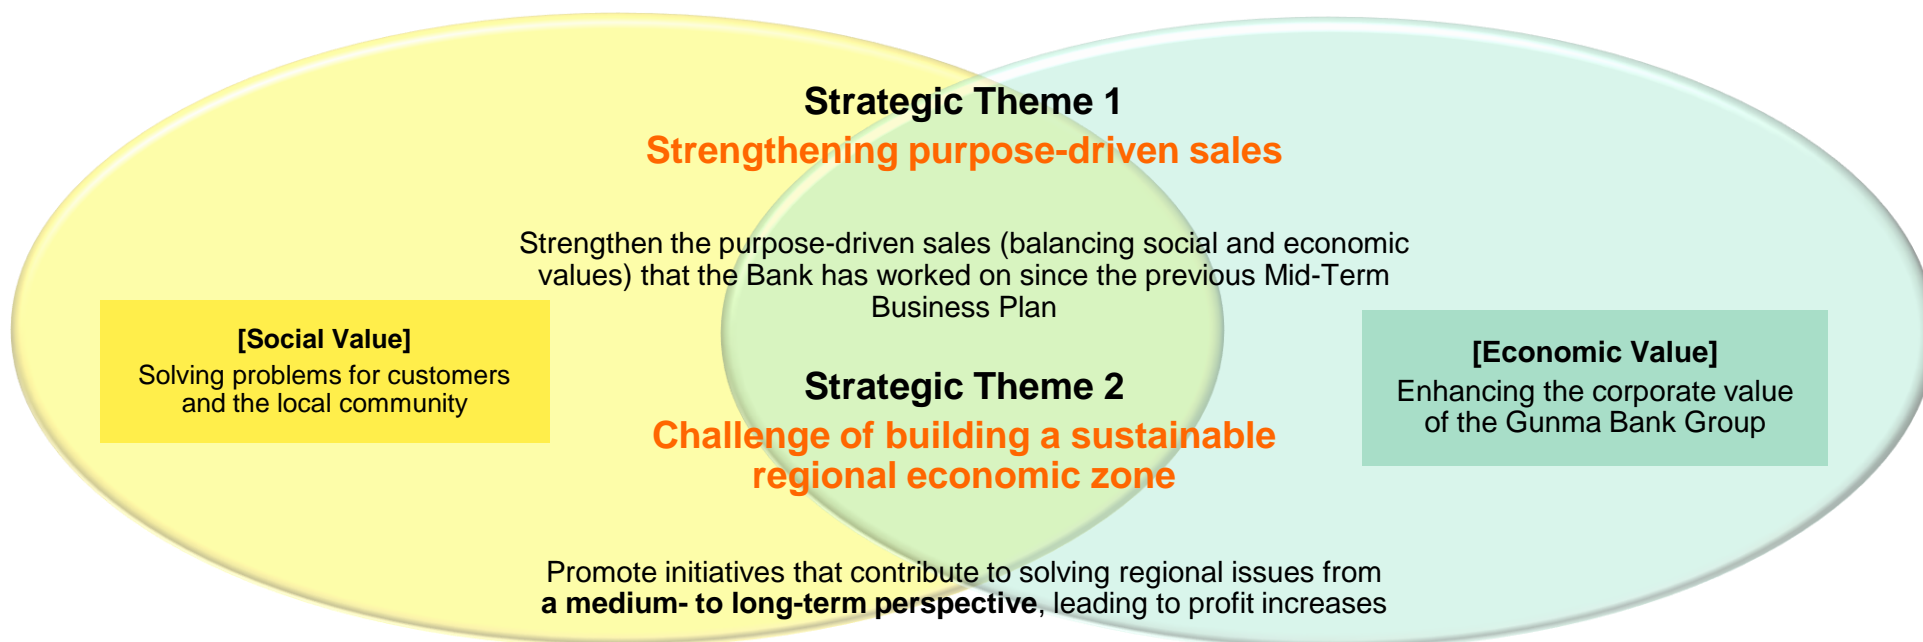 Strategic Theme 1
Strengthening purpose-driven sales
Strengthen the purpose-driven sales (balancing social and economic
values) that the Bank has worked on since the previous Mid-Term
Business Plan
[Social Value]
Solving problems for customers
and the local community
[Economic Value]
Enhancing the corporate value
of the Gunma Bank Group
Strategic Theme 2
Challenge of building a sustainable
regional economic zone
Promote initiatives that contribute to solving regional issues from
a medium- to long-term perspective, leading to profit increases